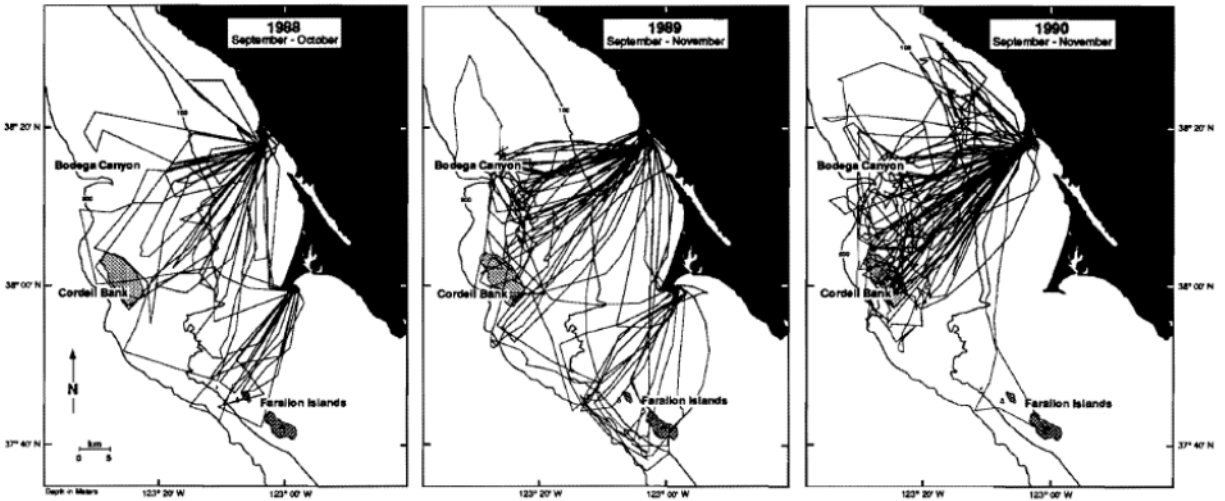 1988
September - October
100
38° 20' N
Bodega Canyon
38° 00' N
Cordell Bank
N
Farallon Islands
km
0 5
37° 40' N
Depth in Meters
123° 20' W
123° 00' W
1989
September - November
100
Bodega Canyon
Cordell Bank
Farallon Islands
123° 20' W
123° 00' W
1990
September - November
100
38° 20' N
Bodega Canyon
38° 00' N
Cordell Bank
Farallon Islands
37° 40' N
123° 20' W
123° 00' W